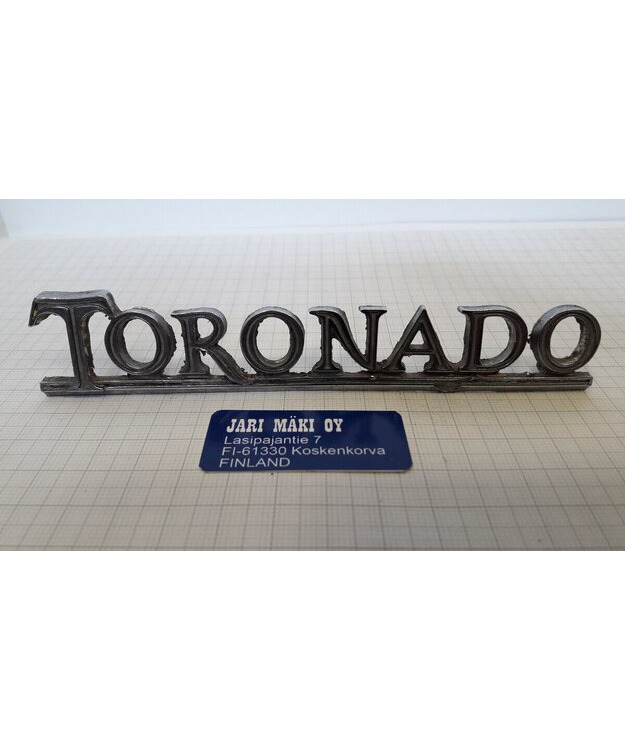 TORONADO
JARI MÄKI OY
Lasipajantie 7
FI-61330 Koskenkorva
FINLAND